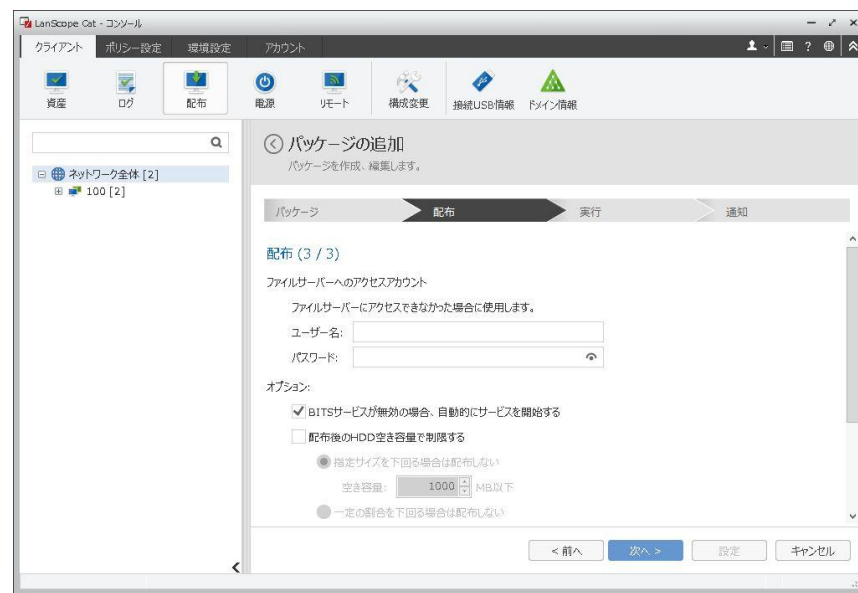 LanScope Cat - コンソール
クライアント ポリシー設定 環境設定 アカウント
資産 ログ 配布 電源 リモート 構成変更 接続USB情報 ドメイン情報
ネットワーク全体 [2]
100 [2]
パッケージの追加
パッケージを作成、編集します。
パッケージ 配布 実行 通知
配布 (3 / 3)
ファイルサーバーへのアクセスアカウント
ファイルサーバーにアクセスできなかった場合に使用します。
ユーザー名:
パスワード:
オプション:
BITSサービスが無効の場合、自動的にサービスを開始する
配布後のHDD空き容量で制限する
指定サイズを下回る場合は配布しない
空き容量: 1000 MB以下
一定の割合を下回る場合は配布しない
< 前へ 次へ > 設定 キャンセル